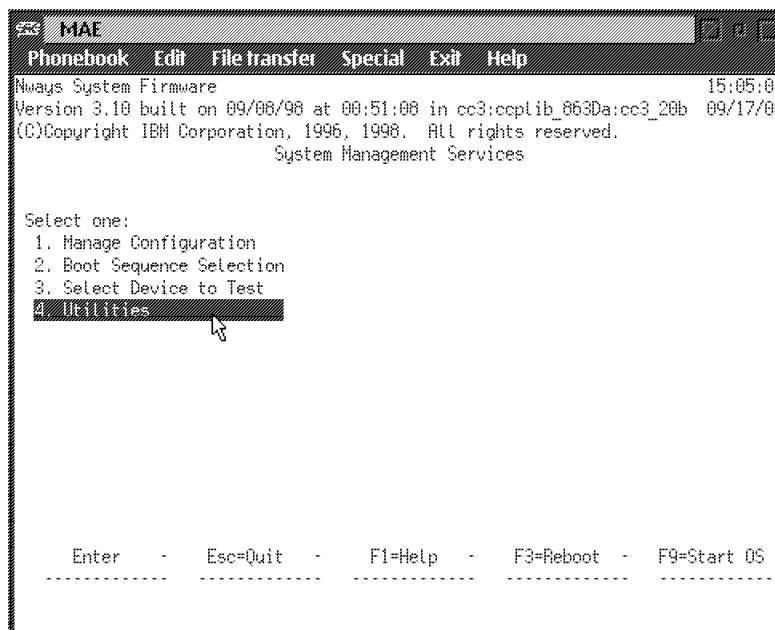 MAE
Phonebook Edit File transfer Special Exit Help
Nways System Firmware 15:05:0
Version 3.10 built on 09/08/98 at 00:51:08 in cc3:ccplib_863Da:cc3_20b 09/17/0
(C)Copyright IBM Corporation, 1996, 1998. All rights reserved.
System Management Services
Select one:
1. Manage Configuration
2. Boot Sequence Selection
3. Select Device to Test
4. Utilities
Enter - Esc=Quit - F1=Help - F3=Reboot - F9=Start OS